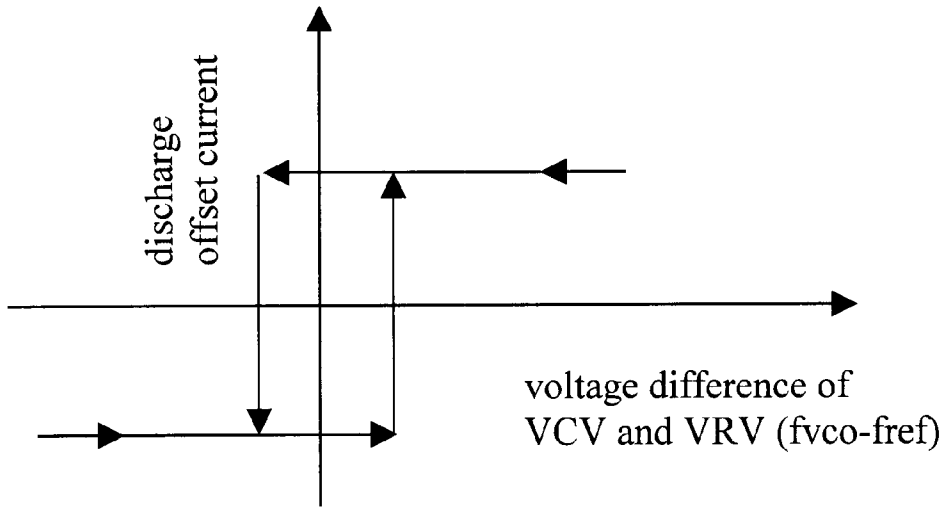 discharge
offset current
voltage difference of
VCV and VRV (fvco-fref)